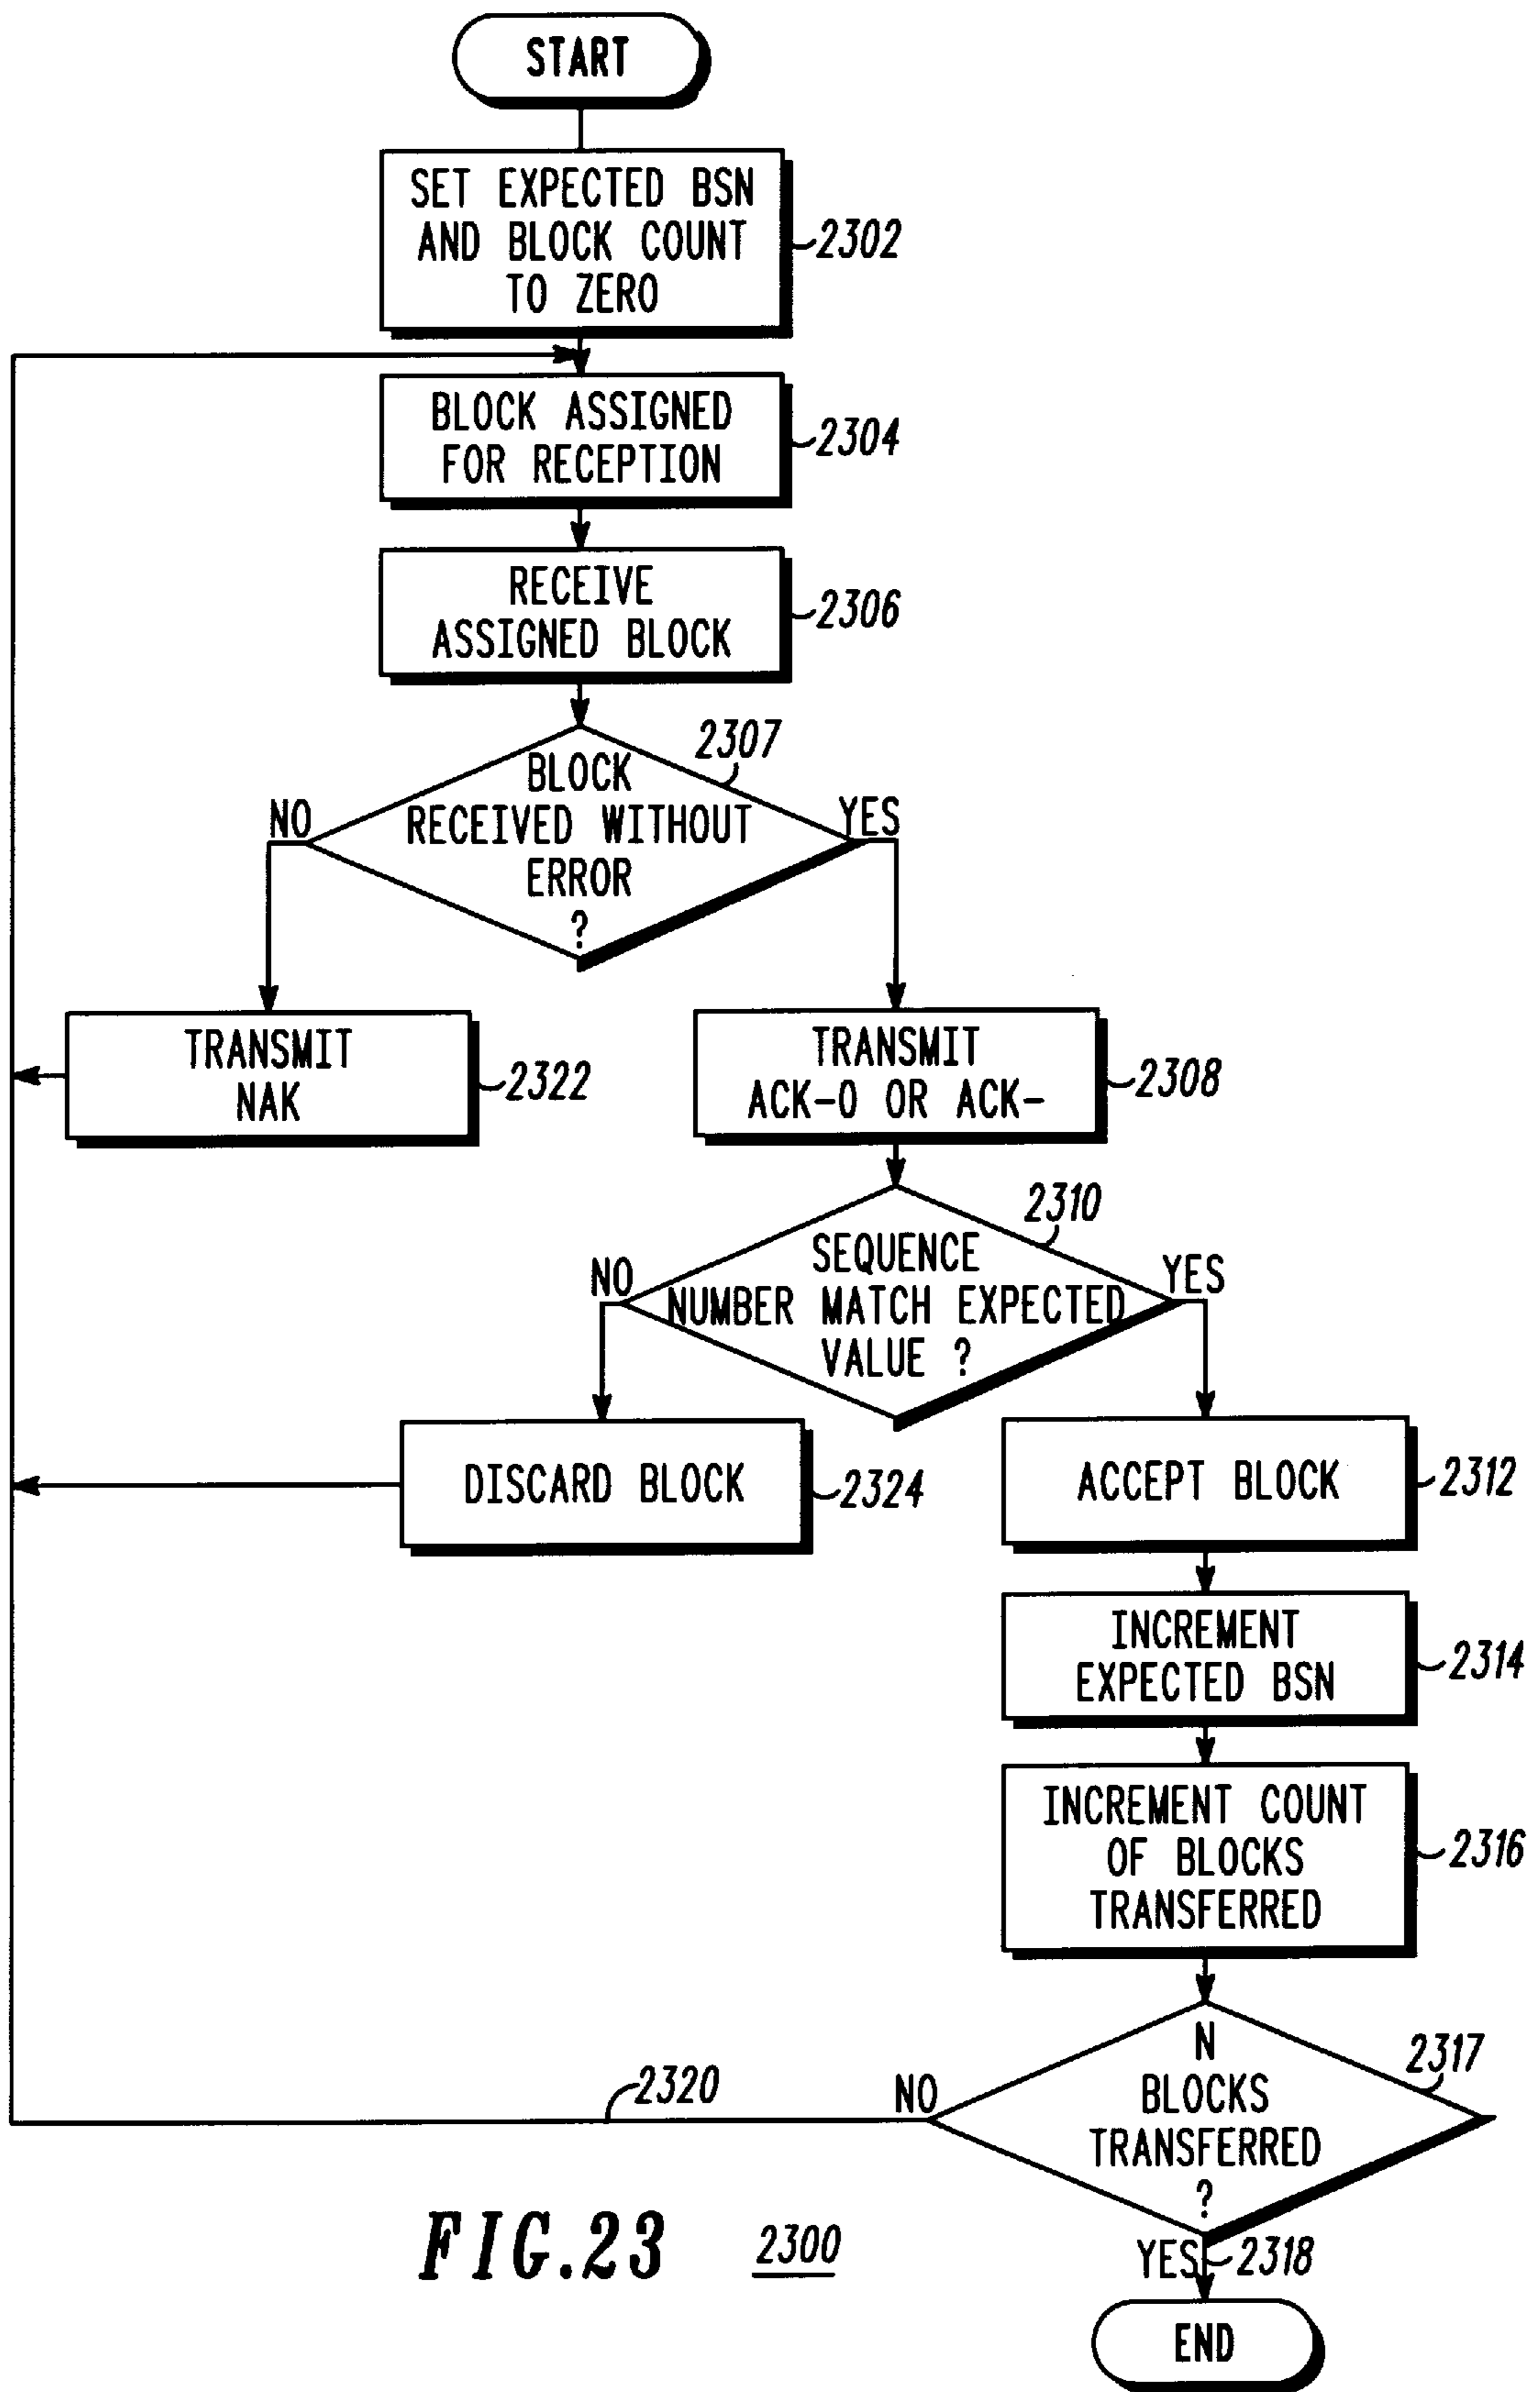 START
SET EXPECTED BSN
AND BLOCK COUNT
TO ZERO
2302
BLOCK ASSIGNED
FOR RECEPTION
2304
RECEIVE
ASSIGNED BLOCK
2306
2307
BLOCK
RECEIVED WITHOUT
ERROR
?
NO
YES
TRANSMIT
NAK
2322
TRANSMIT
ACK-0 OR ACK-
2308
2310
SEQUENCE
NUMBER MATCH EXPECTED
VALUE ?
NO
YES
DISCARD BLOCK
2324
ACCEPT BLOCK
2312
INCREMENT
EXPECTED BSN
2314
INCREMENT COUNT
OF BLOCKS
TRANSFERRED
2316
N
BLOCKS
TRANSFERRED
?
2317
NO
2320
YES
2318
END
FIG.23
2300